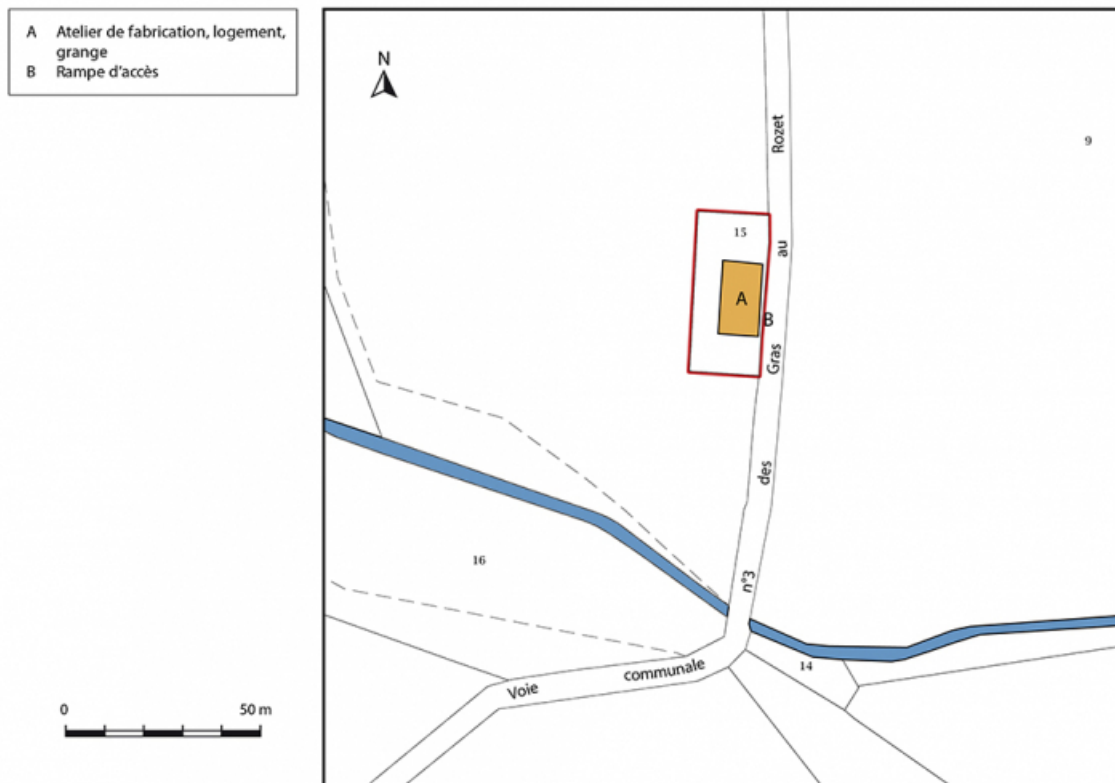 A Atelier de fabrication, logement,
grange
B Rampe d'accès
N
9
Rozet
15
au
A
B
Gras
des
16
n°3
14
communale
Voie
0 50 m